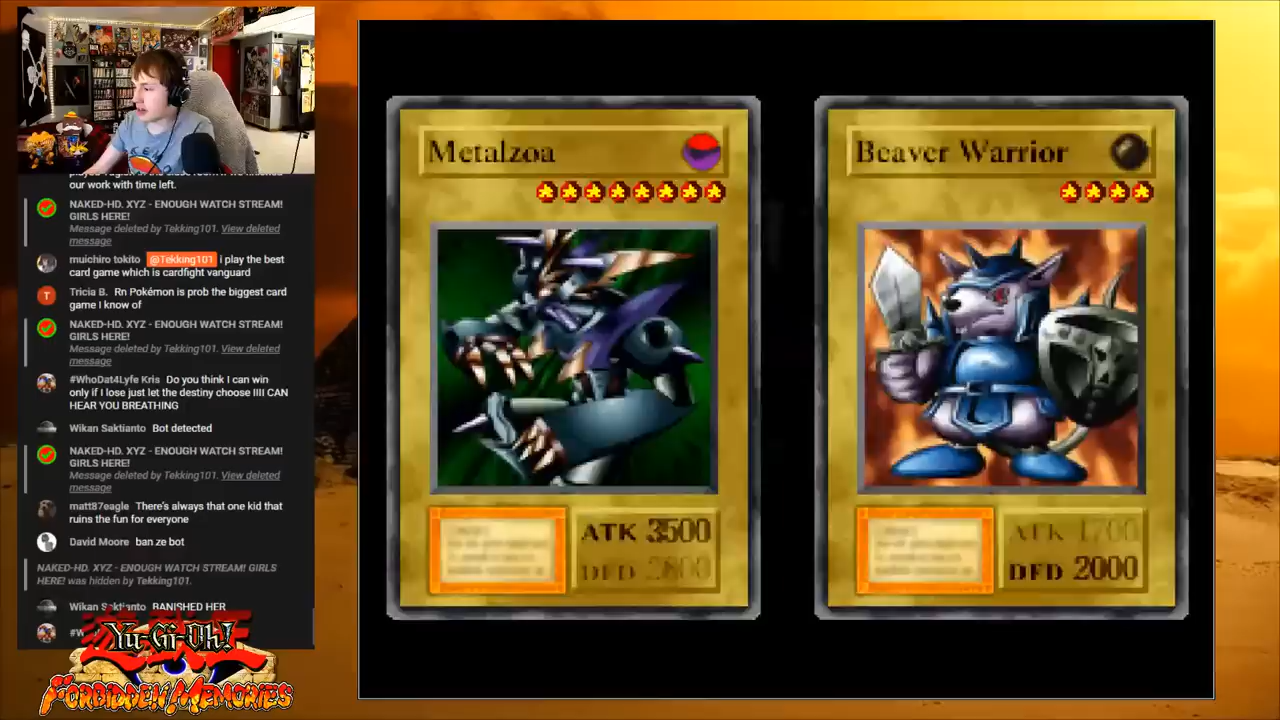 our work with time left.
NAKED-HD. XYZ - ENOUGH WATCH STREAM!
GIRLS HERE!
Message deleted by Tekking101. View deleted
message
muichiro tokito @Tekking101 i play the best
card game which is cardfight vanguard
T
Tricia B. Rn Pokémon is prob the biggest card
game I know of
NAKED-HD. XYZ - ENOUGH WATCH STREAM!
GIRLS HERE!
Message deleted by Tekking101. View deleted
message
#WhoDat4Lyfe Kris Do you think I can win
only if I lose just let the destiny choose IIII CAN
HEAR YOU BREATHING
Wikan Saktianto Bot detected
NAKED-HD. XYZ - ENOUGH WATCH STREAM!
GIRLS HERE!
Message deleted by Tekking101. View deleted
message
matt87eagle There's always that one kid that
ruins the fun for everyone
David Moore ban ze bot
NAKED-HD. XYZ - ENOUGH WATCH STREAM! GIRLS
HERE! was hidden by Tekking101.
Wikan Saktianto BANISHED HER
Yu-Gi-Oh!
Forbidden Memories
Metalzoa
ATK 3500
DFD 2800
Beaver Warrior
ATK 1700
DFD 2000